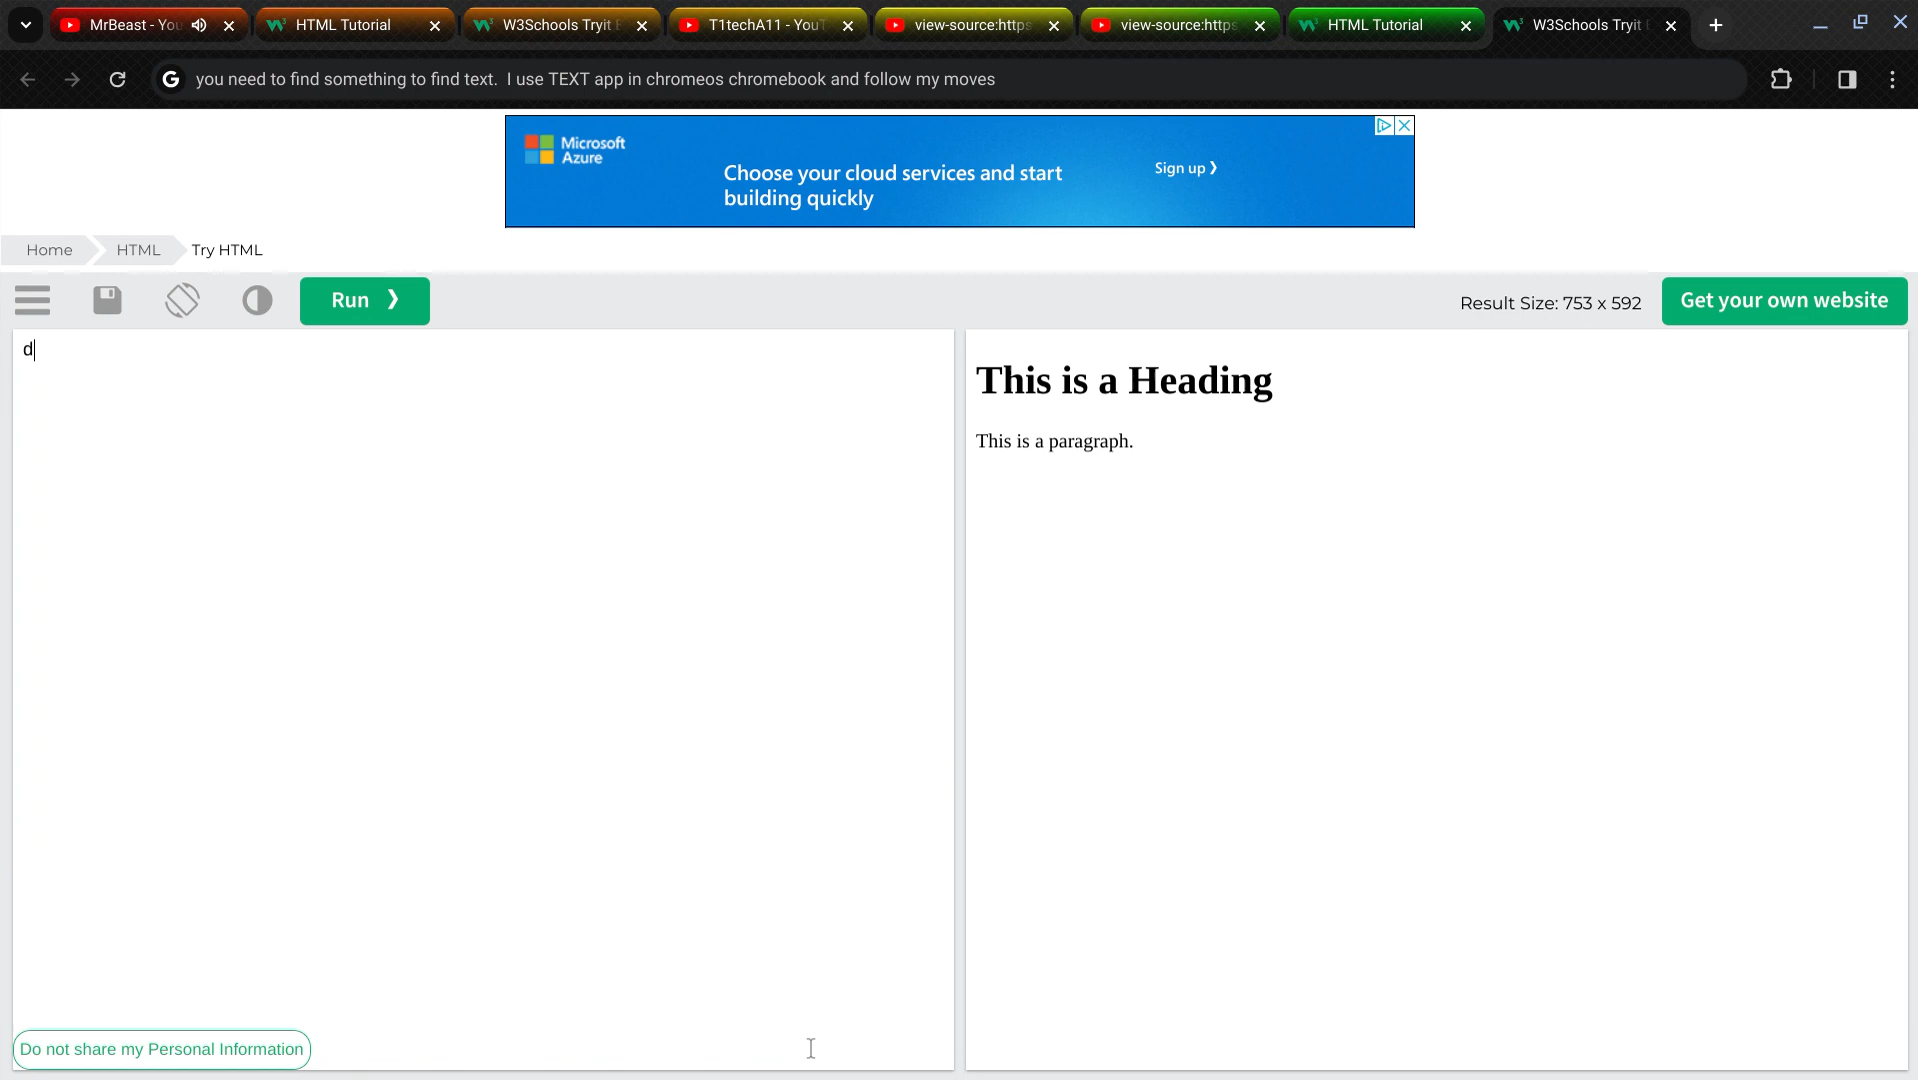 MrBeast - You
HTML Tutorial
W3Schools Tryit E
T1techA11 - YouT
view-source:https
view-source:https
HTML Tutorial
W3Schools Tryit E
you need to find something to find text.  I use TEXT app in chromeos chromebook and follow my moves
Microsoft
Azure
Choose your cloud services and start
building quickly
Sign up ❯
Home
HTML
Try HTML
Run ❯
Result Size: 753 x 592
Get your own website
d
This is a Heading
This is a paragraph.
Do not share my Personal Information